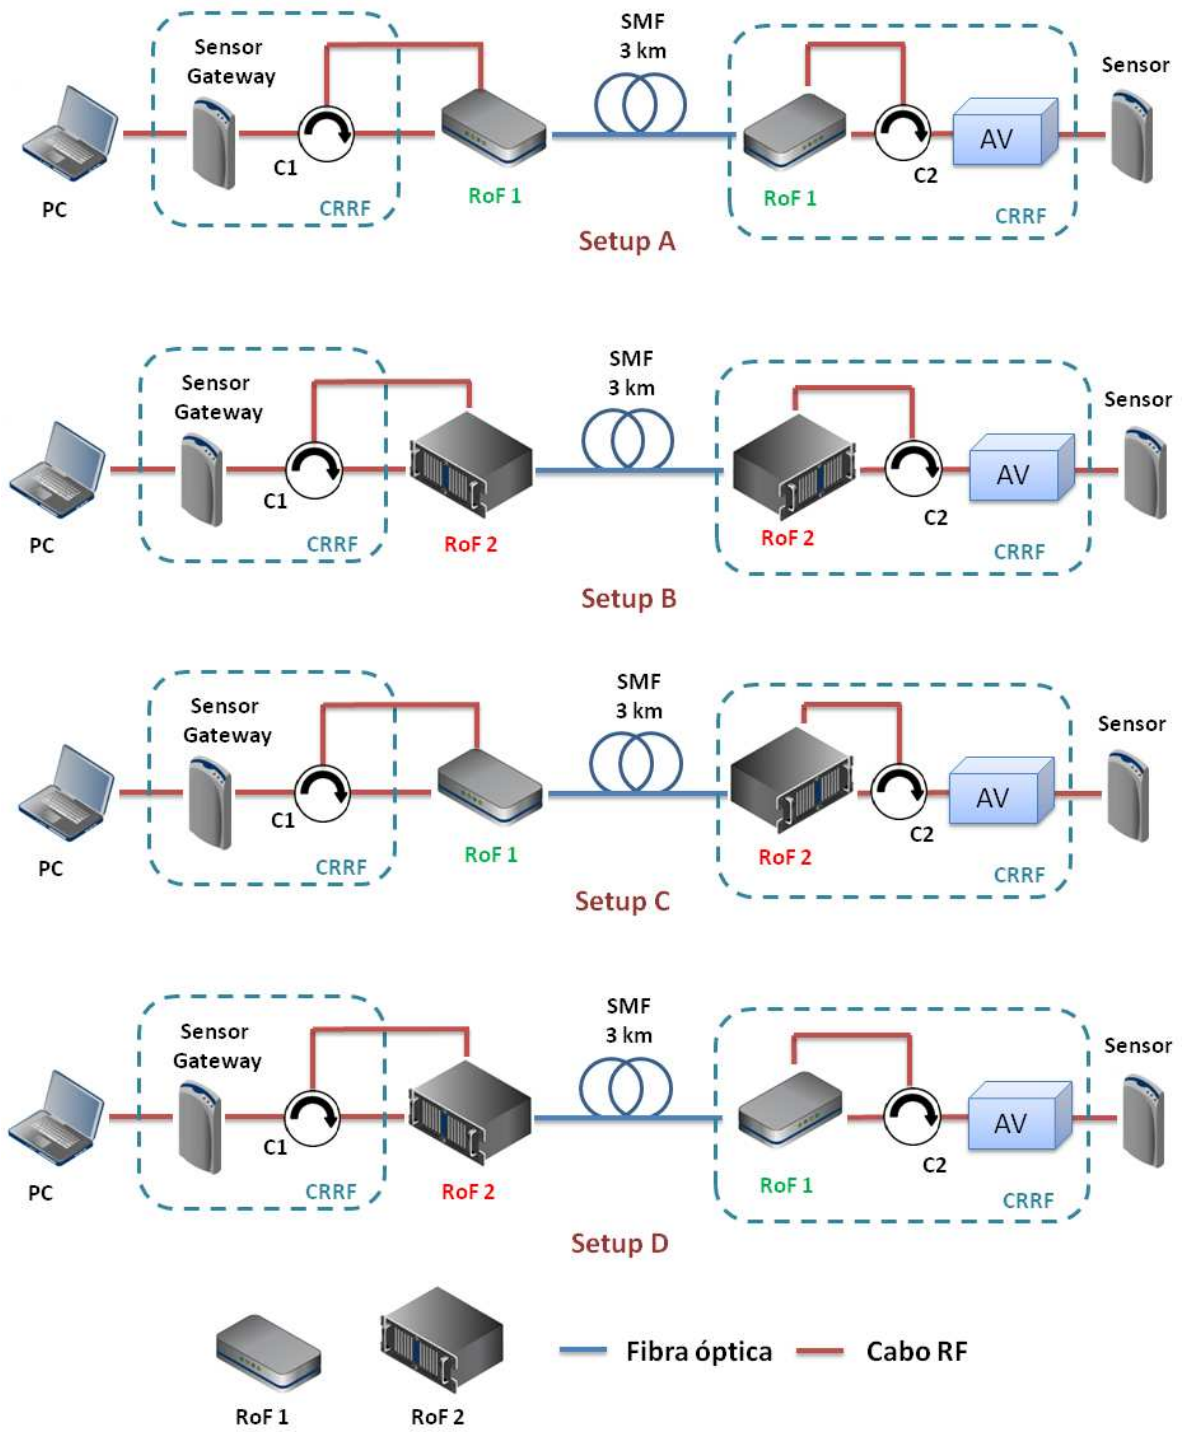 SMF
3 km
Sensor
Gateway
Sensor
PC
C1
CRRF
RoF 1
RoF 1
C2
AV
CRRF
Setup A
SMF
3 km
Sensor
Gateway
Sensor
PC
C1
CRRF
RoF 2
RoF 2
C2
AV
CRRF
Setup B
SMF
3 km
Sensor
Gateway
Sensor
PC
C1
CRRF
RoF 1
RoF 2
C2
AV
CRRF
Setup C
SMF
3 km
Sensor
Gateway
Sensor
PC
C1
CRRF
RoF 2
RoF 1
C2
AV
CRRF
Setup D
RoF 1
RoF 2
Fibra óptica
Cabo RF